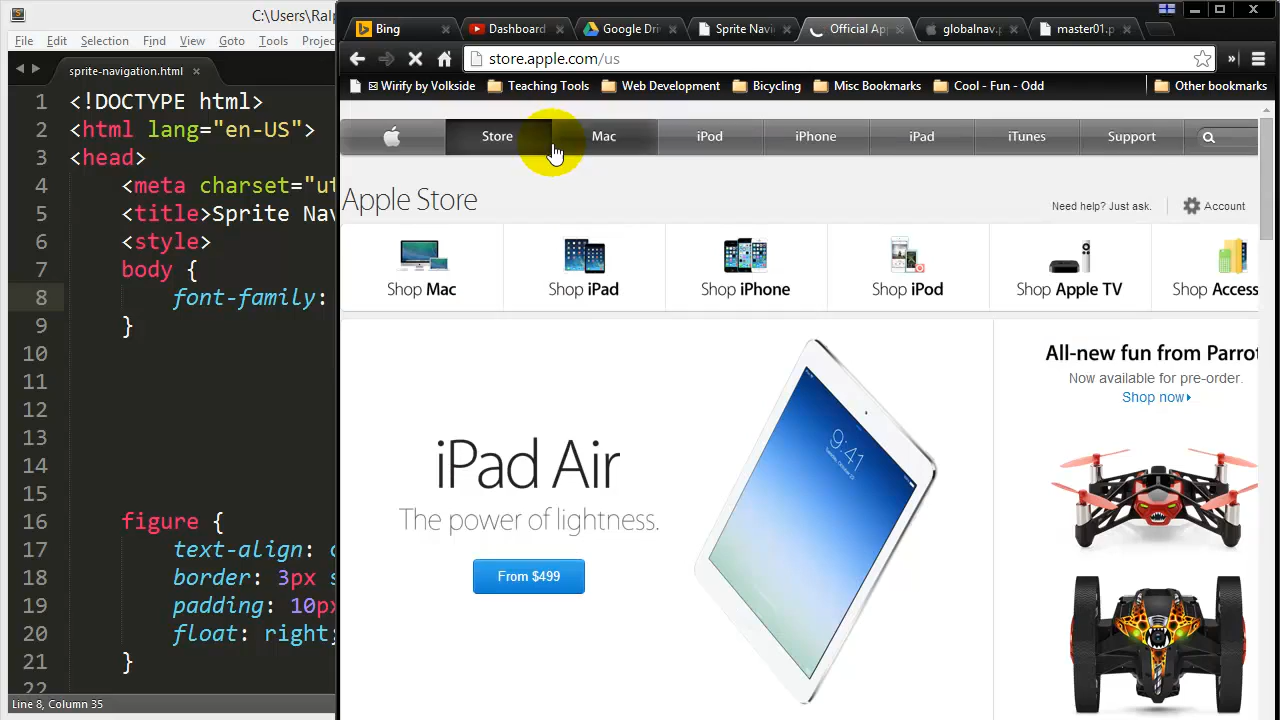 C:\Users\Ralp
File Edit Selection Find View Goto Tools Projec
sprite-navigation.html ×
1 <!DOCTYPE html>
2 <html lang="en-US">
3 <head>
4 <meta charset="ut
5 <title>Sprite Nav
6 <style>
7 body {
8 font-family:
9 }
10
11
12
13
14
15
16 figure {
17 text-align: c
18 border: 3px s
19 padding: 10px
20 float: right;
21 }
22
Line 8, Column 35
Bing
Dashboard
Google Dri
Sprite Navi
Official App
globalnav.p
master01.p
store.apple.com/us
Wirify by Volkside Teaching Tools Web Development Bicycling Misc Bookmarks Cool - Fun - Odd Other bookmarks
Store Mac iPod iPhone iPad iTunes Support
Apple Store
Need help? Just ask. Account
Shop Mac Shop iPad Shop iPhone Shop iPod Shop Apple TV Shop Access
iPad Air
The power of lightness.
From $499
9:41
All-new fun from Parrot
Now available for pre-order.
Shop now